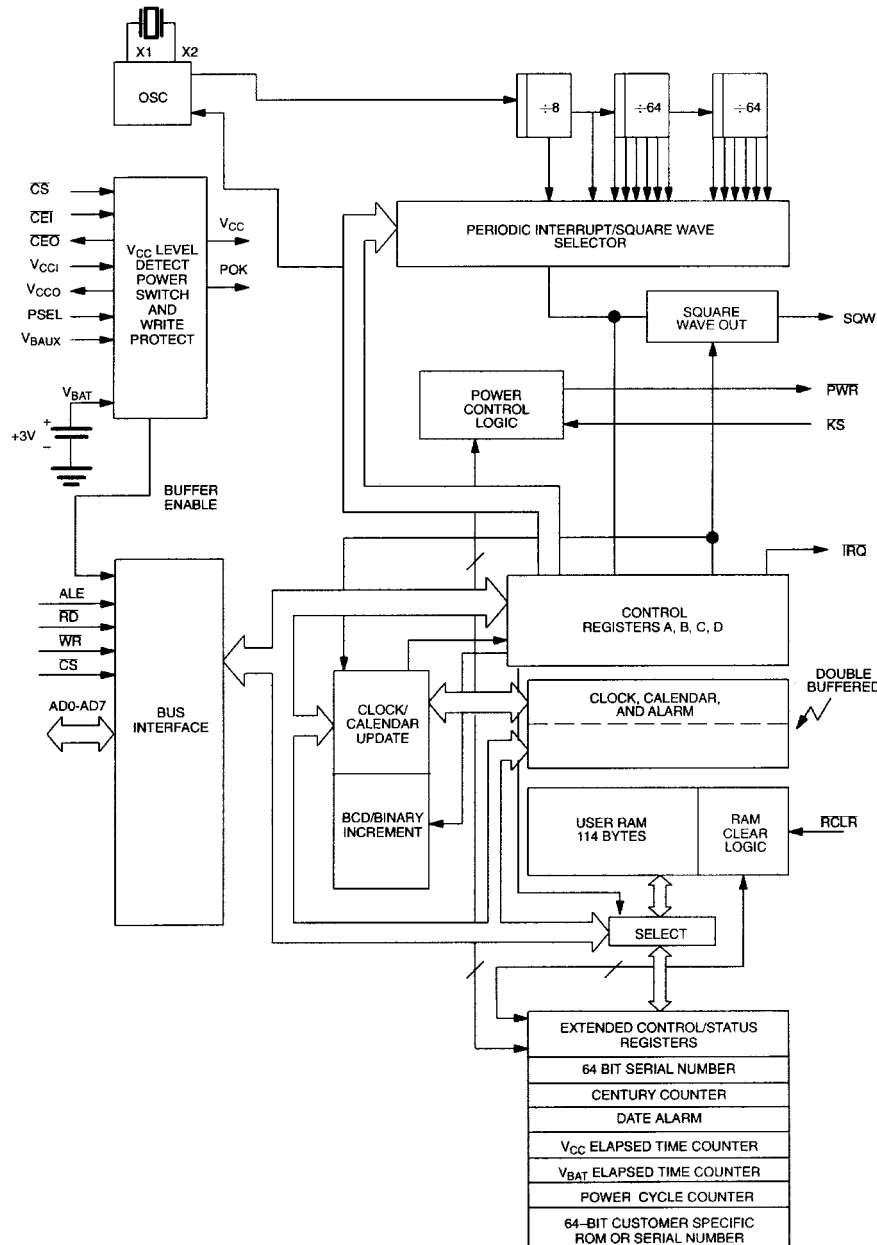 X1 X2
OSC
÷8
÷64
÷64
CS
CEI
CEO
VCCI
VCCO
PSEL
VBAUX
VCC LEVEL
DETECT
POWER
SWITCH
AND
WRITE
PROTECT
VCC
POK
PERIODIC INTERRUPT/SQUARE WAVE
SELECTOR
SQUARE
WAVE OUT
SQW
VBAT
+
+3V
−
POWER
CONTROL
LOGIC
PWR
KS
BUFFER
ENABLE
IRQ
ALE
RD
WR
CS
AD0-AD7
BUS
INTERFACE
CONTROL
REGISTERS A, B, C, D
DOUBLE
BUFFERED
CLOCK/
CALENDAR
UPDATE
CLOCK, CALENDAR,
AND ALARM
BCD/BINARY
INCREMENT
USER RAM
114 BYTES
RAM
CLEAR
LOGIC
RCLR
SELECT
EXTENDED CONTROL/STATUS
REGISTERS
64 BIT SERIAL NUMBER
CENTURY COUNTER
DATE ALARM
VCC ELAPSED TIME COUNTER
VBAT ELAPSED TIME COUNTER
POWER CYCLE COUNTER
64–BIT CUSTOMER SPECIFIC
ROM OR SERIAL NUMBER